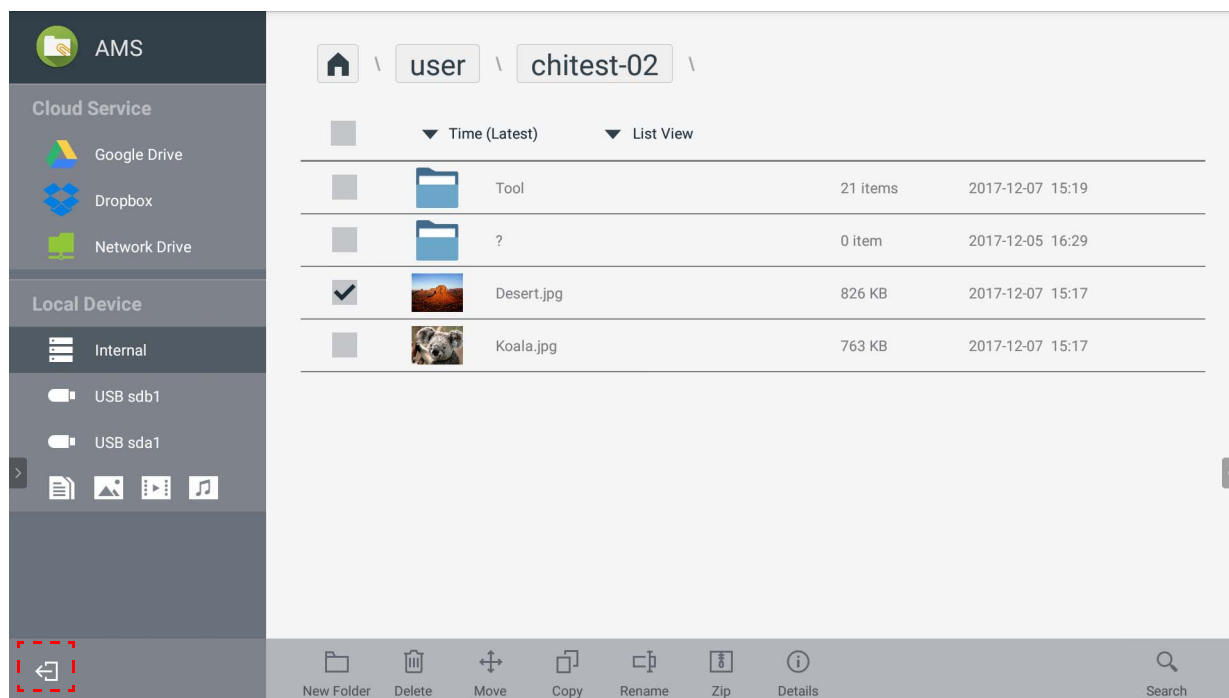 AMS
Cloud Service
Google Drive
Dropbox
Network Drive
Local Device
Internal
USB sdb1
USB sda1
\ user \ chitest-02 \
Time (Latest) List View
Tool 21 items 2017-12-07 15:19
? 0 item 2017-12-05 16:29
Desert.jpg 826 KB 2017-12-07 15:17
Koala.jpg 763 KB 2017-12-07 15:17
New Folder Delete Move Copy Rename Zip Details Search